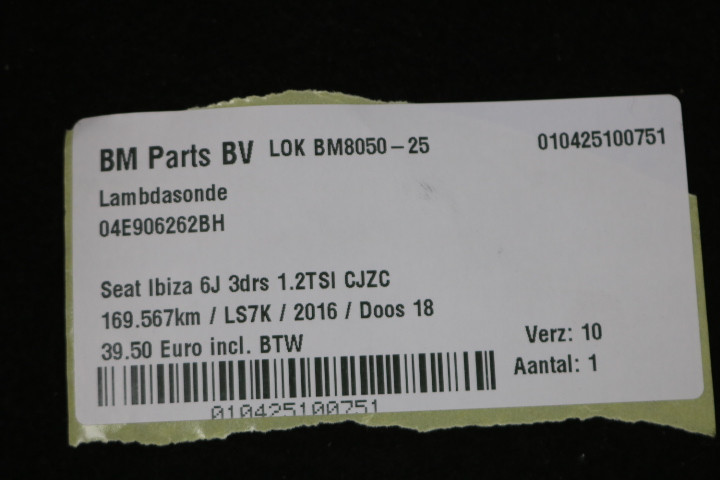 BM Parts BV LOK BM8050-25 010425100751
Lambdasonde
04E906262BH
Seat Ibiza 6J 3drs 1.2TSI CJZC
169.567km / LS7K / 2016 / Doos 18
Verz: 10
39.50 Euro incl. BTW
Aantal: 1
010425100751